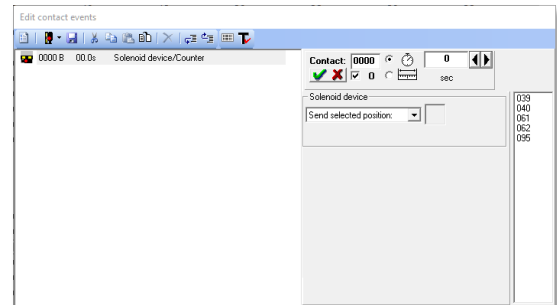 Edit contact events
0000 B 00.0s Solenoid device/Counter
Contact: 0000 0
0 sec
Solenoid device
Send selected position:
039
040
061
062
095